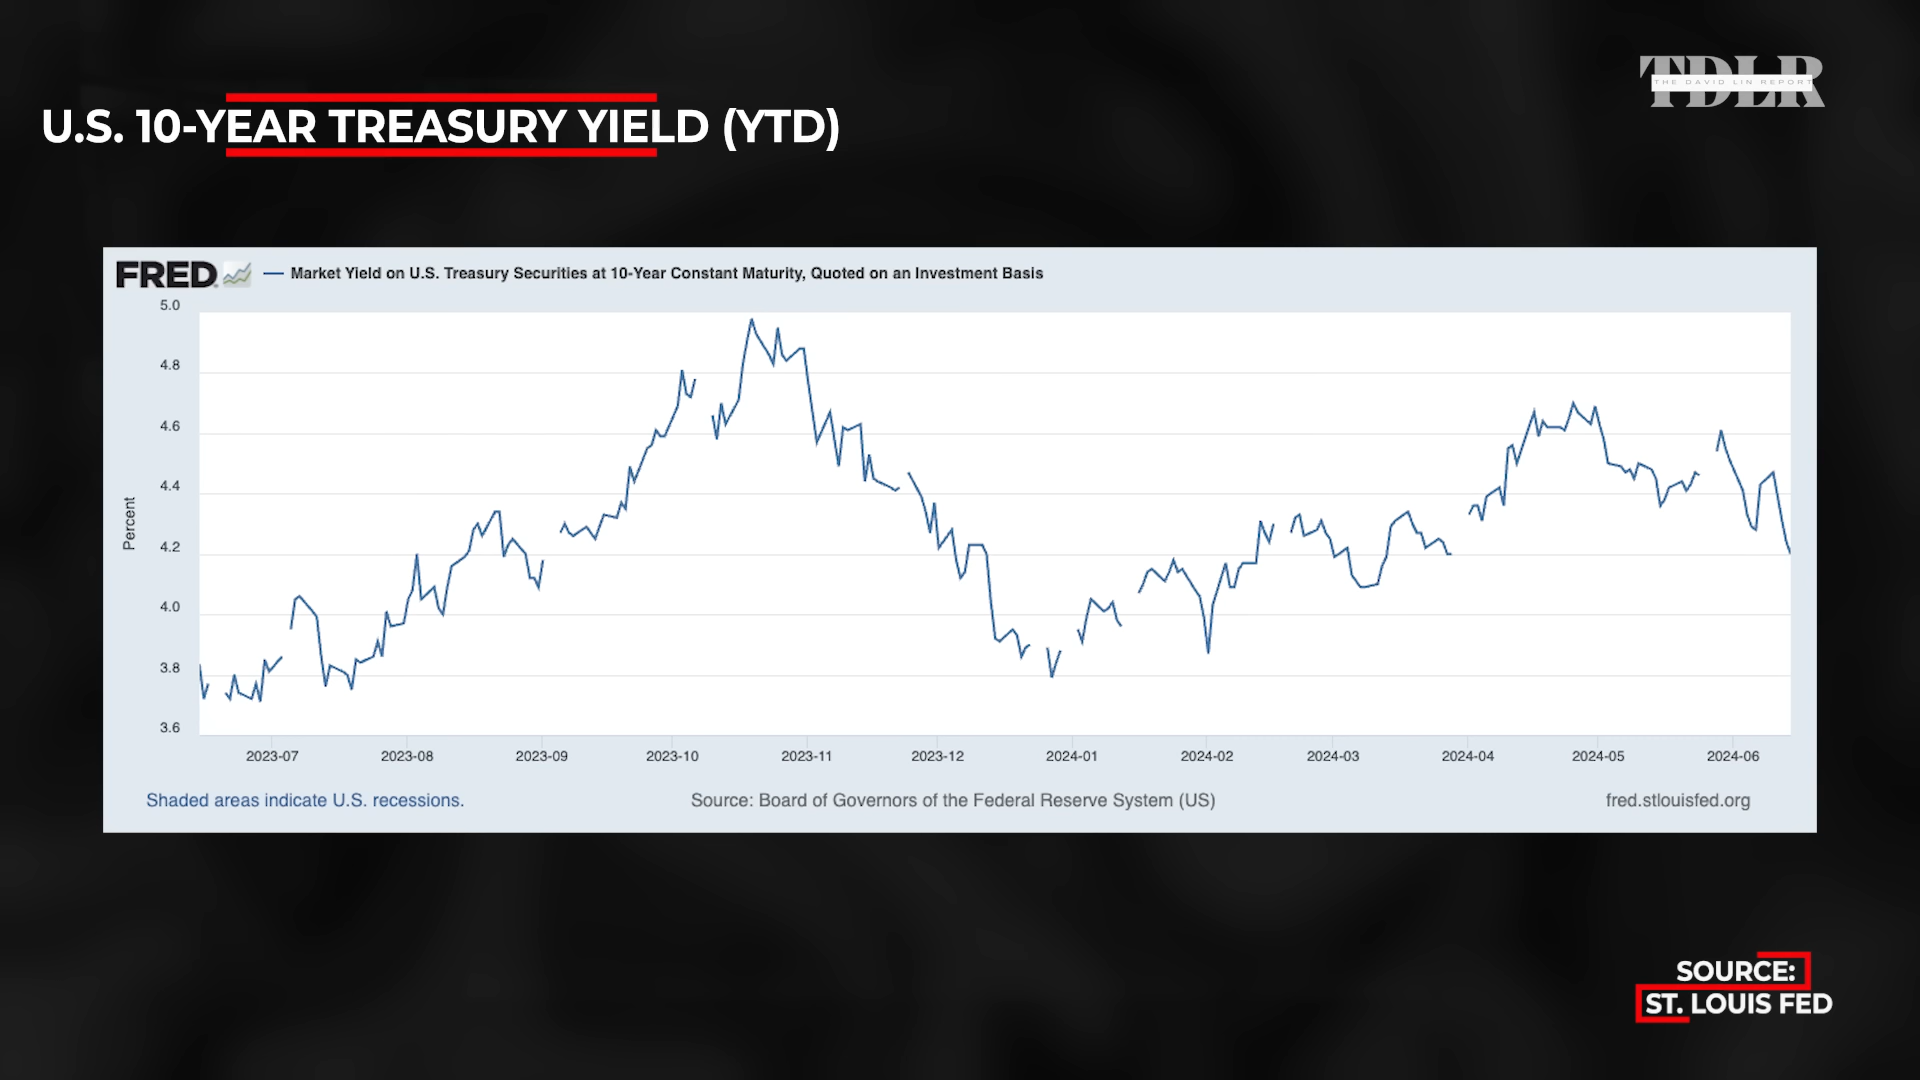 TDLR
THE DAVID LIN REPORT
U.S. 10-YEAR TREASURY YIELD (YTD)
FRED
Market Yield on U.S. Treasury Securities at 10-Year Constant Maturity, Quoted on an Investment Basis
5.0
4.8
4.6
4.4
4.2
4.0
3.8
3.6
Percent
2023-07 2023-08 2023-09 2023-10 2023-11 2023-12 2024-01 2024-02 2024-03 2024-04 2024-05 2024-06
Shaded areas indicate U.S. recessions. Source: Board of Governors of the Federal Reserve System (US) fred.stlouisfed.org
SOURCE:
ST. LOUIS FED